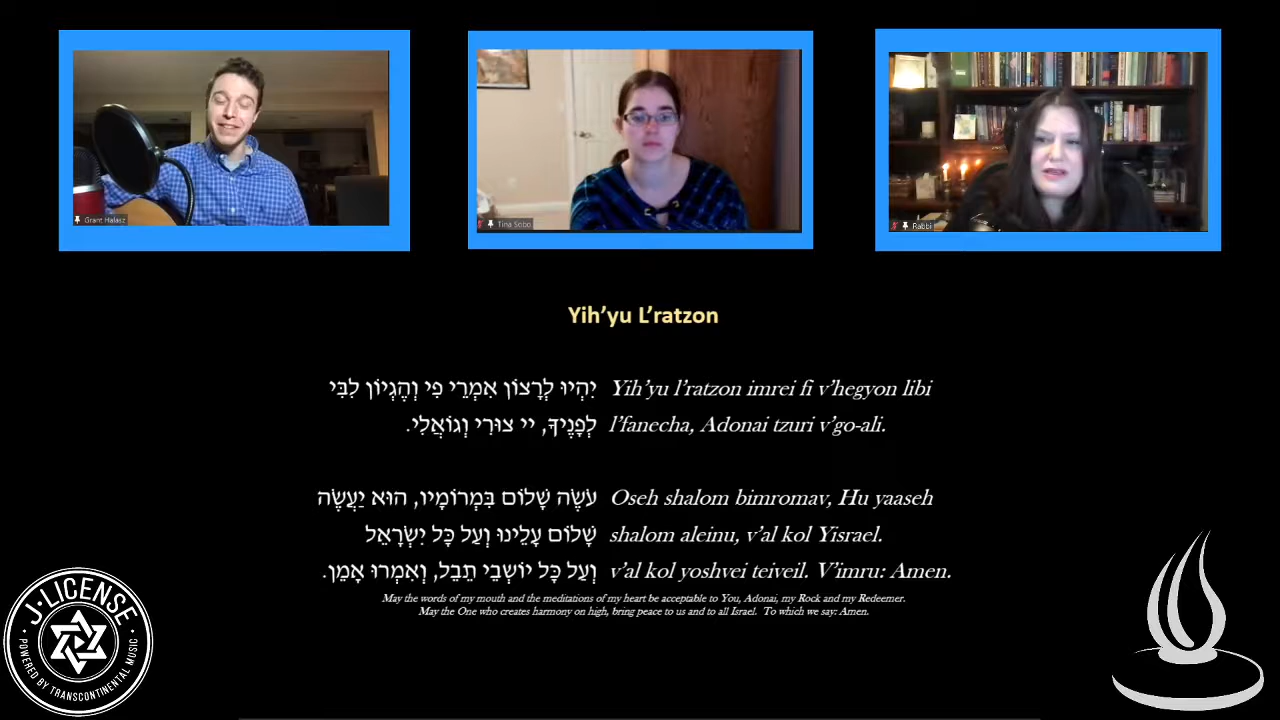 Grant Halasz
Tina Sobo
Rabbi
Yih’yu L’ratzon
יִהְיוּ לְרָצוֹן אִמְרֵי פִי וְהֶגְיוֹן לִבִּי
Yih’yu l’ratzon imrei fi v’hegyon libi
לְפָנֶיךָ, יי צוּרִי וְגוֹאֲלִי.
l’fanecha, Adonai tzuri v’go-ali.
עֹשֶׂה שָׁלוֹם בִּמְרוֹמָיו, הוּא יַעֲשֶׂה
Oseh shalom bimromav, Hu yaaseh
שָׁלוֹם עָלֵינוּ וְעַל כָּל יִשְׂרָאֵל
shalom aleinu, v’al kol Yisrael.
וְעַל כָּל יוֹשְׁבֵי תֵבֵל, וְאִמְרוּ אָמֵן.
v’al kol yoshvei teiveil. V’imru: Amen.
May the words of my mouth and the meditations of my heart be acceptable to You, Adonai, my Rock and my Redeemer.
May the One who creates harmony on high, bring peace to us and to all Israel. To which we say: Amen.
J·LICENSE
· POWERED BY TRANSCONTINENTAL MUSIC ·